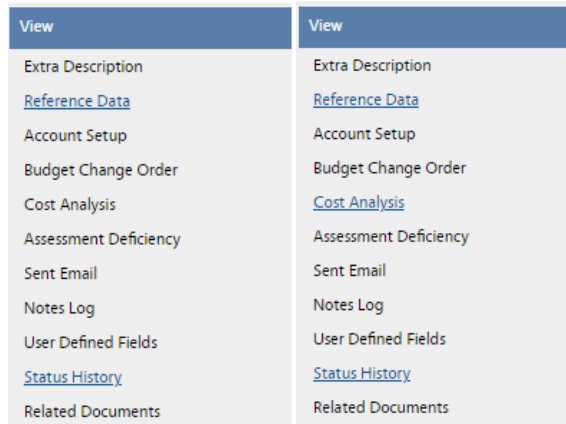 View
Extra Description
Reference Data
Account Setup
Budget Change Order
Cost Analysis
Assessment Deficiency
Sent Email
Notes Log
User Defined Fields
Status History
Related Documents
View
Extra Description
Reference Data
Account Setup
Budget Change Order
Cost Analysis
Assessment Deficiency
Sent Email
Notes Log
User Defined Fields
Status History
Related Documents